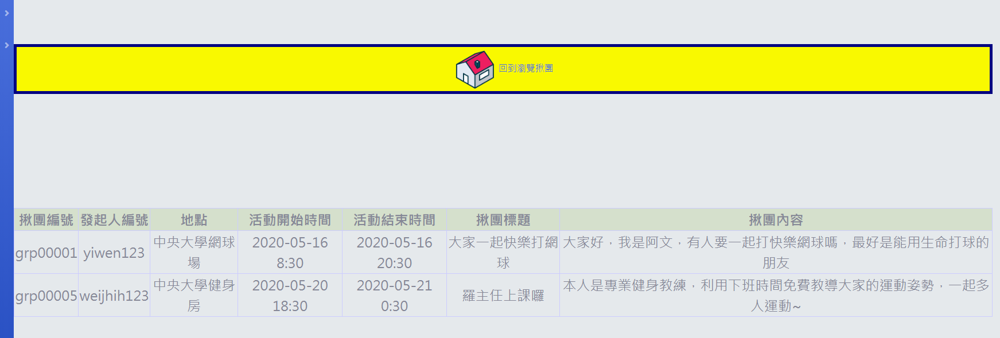 回到瀏覽揪團
揪團編號 發起人編號 地點 活動開始時間 活動結束時間 揪團標題 揪團內容
grp00001 yiwen123 中央大學網球場 2020-05-16 8:30 2020-05-16 20:30 大家一起快樂打網球 大家好，我是阿文，有人要一起打快樂網球嗎，最好是能用生命打球的朋友
grp00005 weijhih123 中央大學健身房 2020-05-20 18:30 2020-05-21 0:30 羅主任上課囉 本人是專業健身教練，利用下班時間免費教導大家的運動姿勢，一起多人運動~